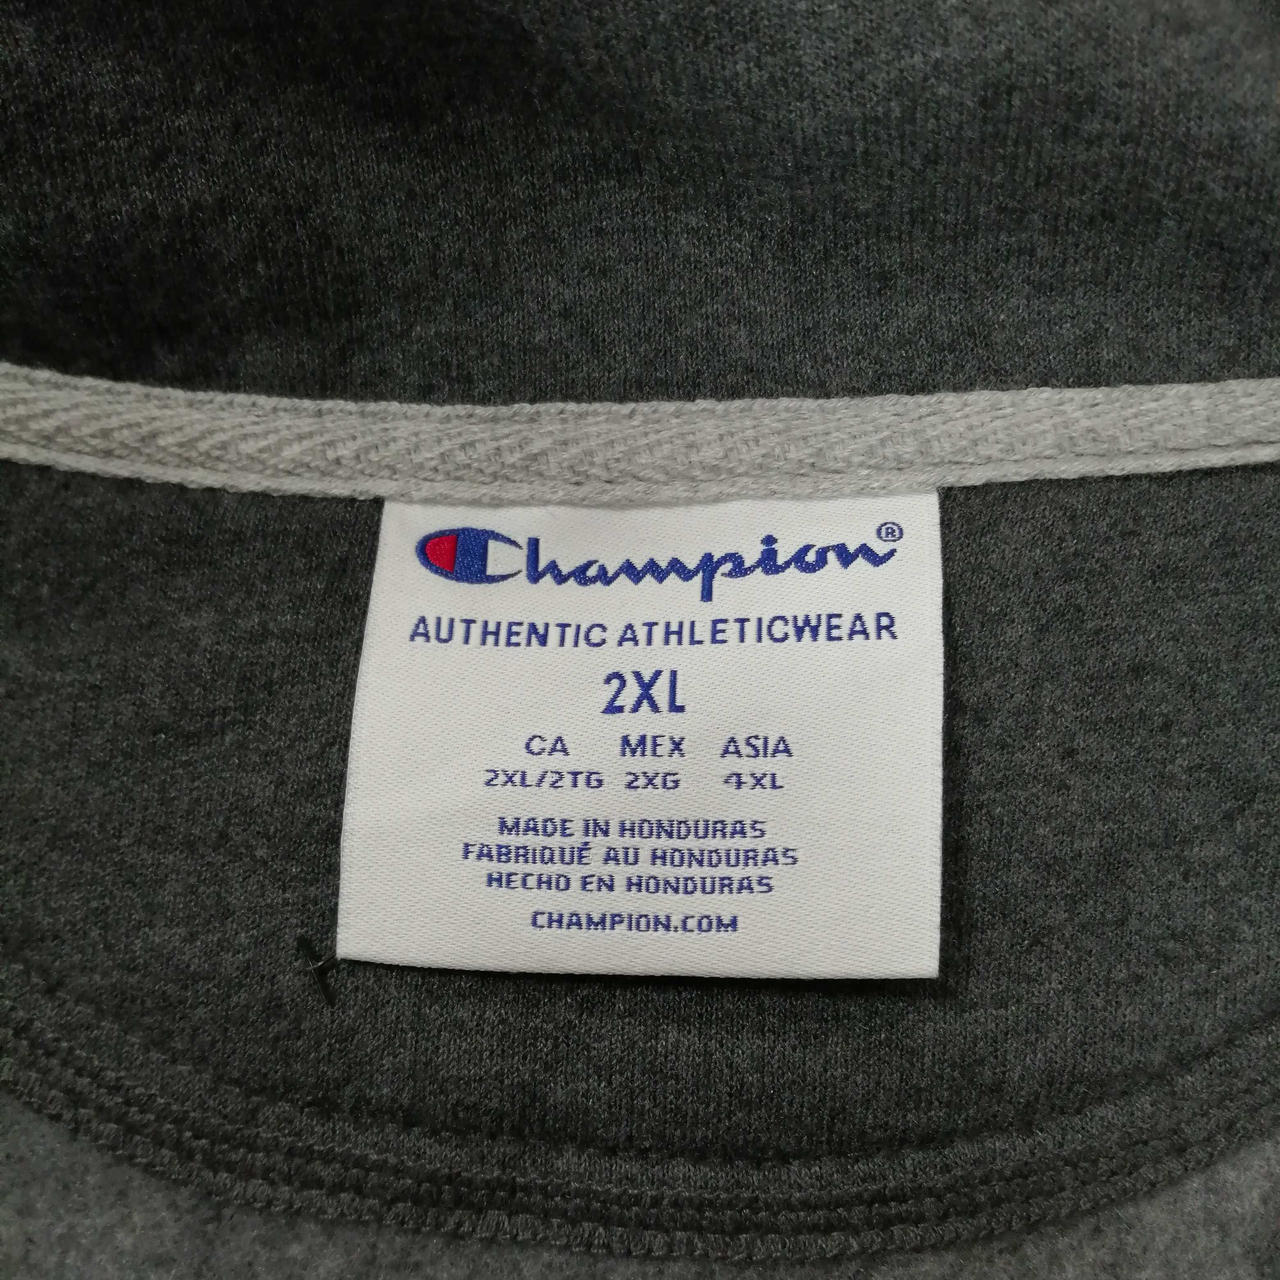 Champion®
AUTHENTIC ATHLETICWEAR
2XL
CA MEX ASIA
2XL/2TG 2XG 4XL
MADE IN HONDURAS
FABRIQUÉ AU HONDURAS
HECHO EN HONDURAS
CHAMPION.COM